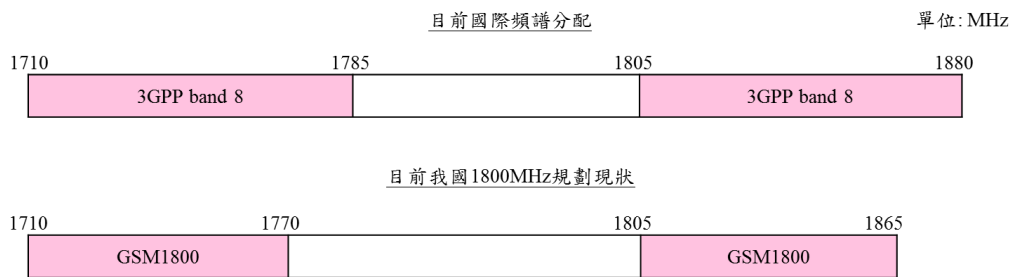 目前國際頻譜分配
單位: MHz
1710 1785 1805 1880
3GPP band 8 3GPP band 8
目前我國1800MHz規劃現狀
1710 1770 1805 1865
GSM1800 GSM1800